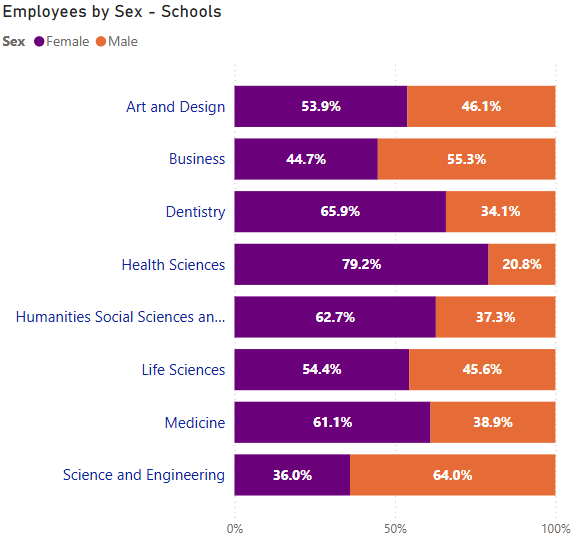 Employees by Sex - Schools
Sex Female Male
Art and Design 53.9% 46.1%
Business 44.7% 55.3%
Dentistry 65.9% 34.1%
Health Sciences 79.2% 20.8%
Humanities Social Sciences an... 62.7% 37.3%
Life Sciences 54.4% 45.6%
Medicine 61.1% 38.9%
Science and Engineering 36.0% 64.0%
0% 50% 100%